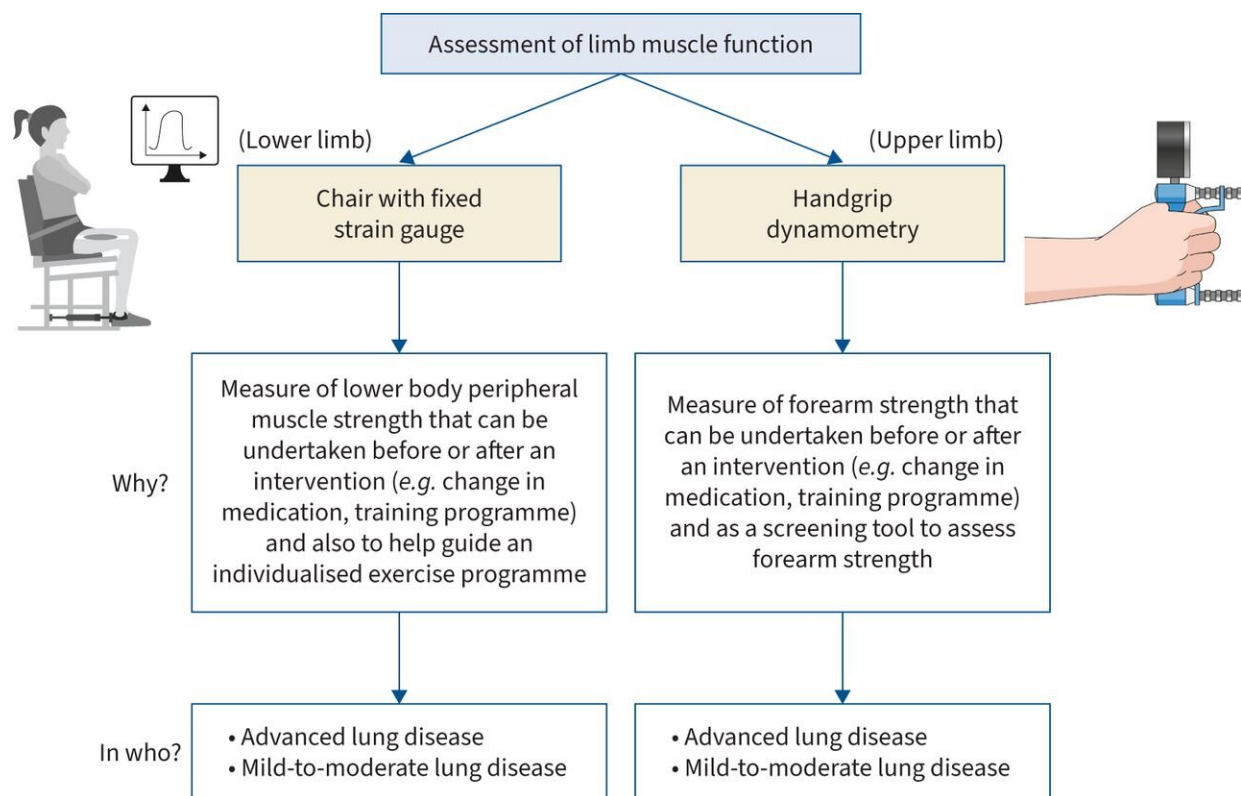 Assessment of limb muscle function
(Lower limb)
(Upper limb)
Chair with fixed
strain gauge
Handgrip
dynamometry
Why?
Measure of lower body peripheral
muscle strength that can be
undertaken before or after an
intervention (e.g. change in
medication, training programme)
and also to help guide an
individualised exercise programme
Measure of forearm strength that
can be undertaken before or after
an intervention (e.g. change in
medication, training programme)
and as a screening tool to assess
forearm strength
In who?
• Advanced lung disease
• Mild-to-moderate lung disease
• Advanced lung disease
• Mild-to-moderate lung disease